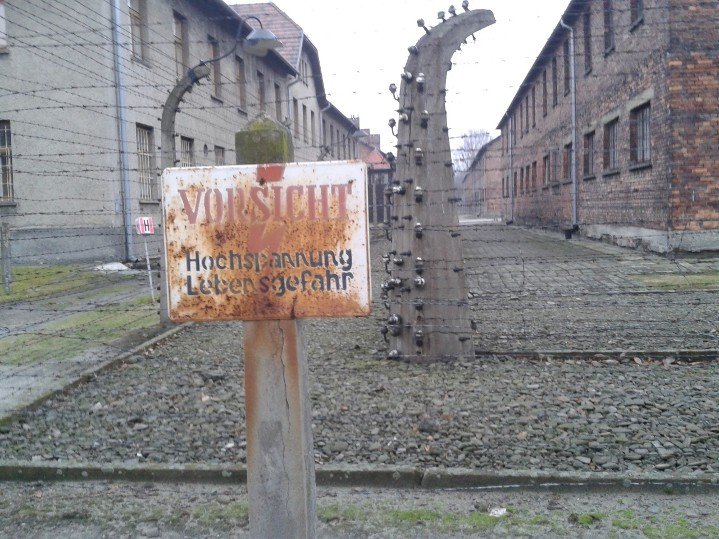 VORSICHT
Hochspannung
Lebensgefahr
H